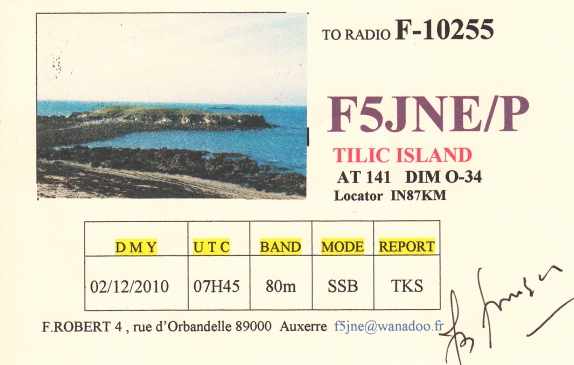 TO RADIO F-10255
F5JNE/P
TILIC ISLAND
AT 141 DIM O-34
Locator IN87KM
D M Y U T C BAND MODE REPORT
02/12/2010 07H45 80m SSB TKS
F.ROBERT 4 , rue d'Orbandelle 89000 Auxerre f5jne@wanadoo.fr